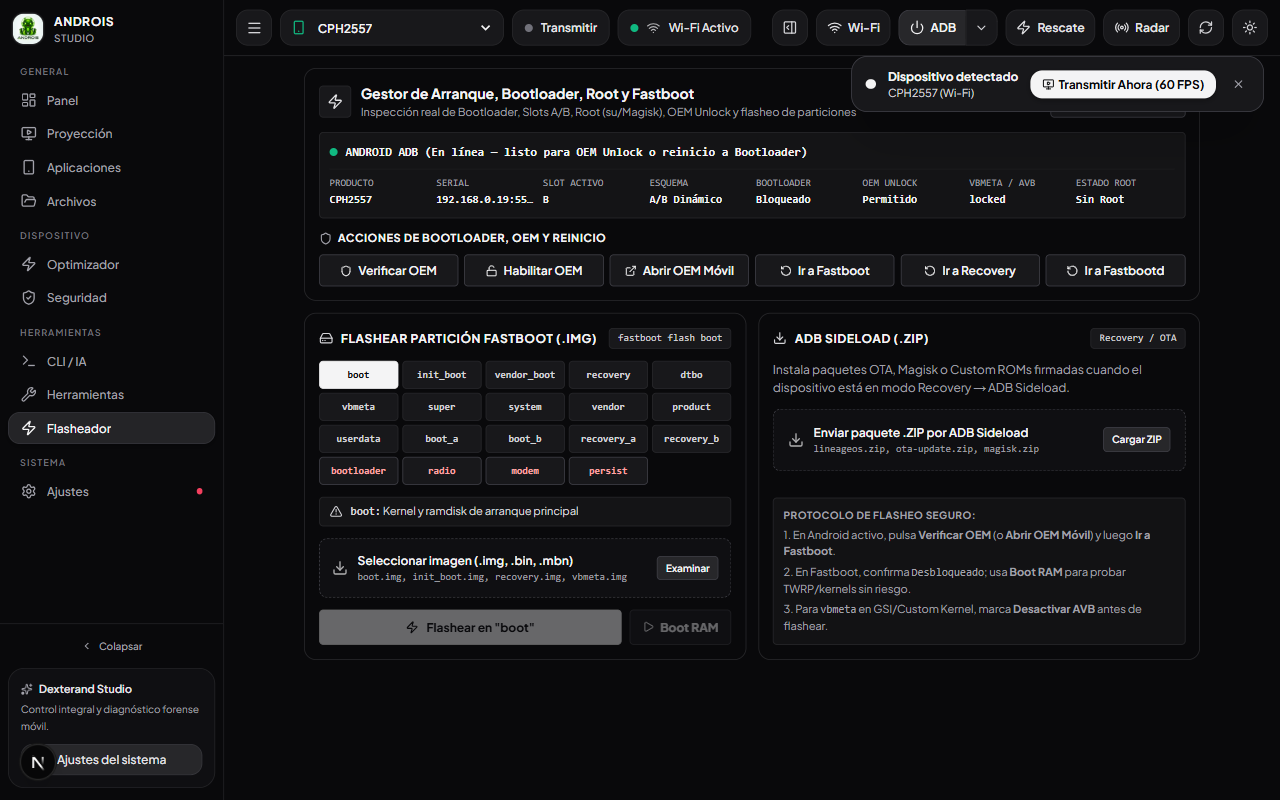 ANDROIS
STUDIO
GENERAL
Panel
Proyección
Aplicaciones
Archivos
DISPOSITIVO
Optimizador
Seguridad
HERRAMIENTAS
CLI / IA
Herramientas
Flasheador
SISTEMA
Ajustes
Colapsar
Dexterand Studio
Control integral y diagnóstico forense
móvil.
Ajustes del sistema
N
CPH2557
Transmitir
Wi-Fi Activo
Wi-Fi
ADB
Rescate
Radar
Dispositivo detectado
CPH2557 (Wi-Fi)
Transmitir Ahora (60 FPS)
Gestor de Arranque, Bootloader, Root y Fastboot
Inspección real de Bootloader, Slots A/B, Root (su/Magisk), OEM Unlock y flasheo de particiones
ANDROID ADB (En línea — listo para OEM Unlock o reinicio a Bootloader)
PRODUCTO SERIAL SLOT ACTIVO ESQUEMA BOOTLOADER OEM UNLOCK VBMETA / AVB ESTADO ROOT
CPH2557 192.168.0.19:55… B A/B Dinámico Bloqueado Permitido locked Sin Root
ACCIONES DE BOOTLOADER, OEM Y REINICIO
Verificar OEM Habilitar OEM Abrir OEM Móvil Ir a Fastboot Ir a Recovery Ir a Fastbootd
FLASHEAR PARTICIÓN FASTBOOT (.IMG) fastboot flash boot
boot init_boot vendor_boot recovery dtbo
vbmeta super system vendor product
userdata boot_a boot_b recovery_a recovery_b
bootloader radio modem persist
boot: Kernel y ramdisk de arranque principal
Seleccionar imagen (.img, .bin, .mbn)
boot.img, init_boot.img, recovery.img, vbmeta.img
Examinar
Flashear en "boot" Boot RAM
ADB SIDELOAD (.ZIP) Recovery / OTA
Instala paquetes OTA, Magisk o Custom ROMs firmadas cuando el
dispositivo está en modo Recovery → ADB Sideload.
Enviar paquete .ZIP por ADB Sideload
lineageos.zip, ota-update.zip, magisk.zip
Cargar ZIP
PROTOCOLO DE FLASHEO SEGURO:
1. En Android activo, pulsa Verificar OEM (o Abrir OEM Móvil) y luego Ir a
Fastboot.
2. En Fastboot, confirma Desbloqueado; usa Boot RAM para probar
TWRP/kernels sin riesgo.
3. Para vbmeta en GSI/Custom Kernel, marca Desactivar AVB antes de
flashear.